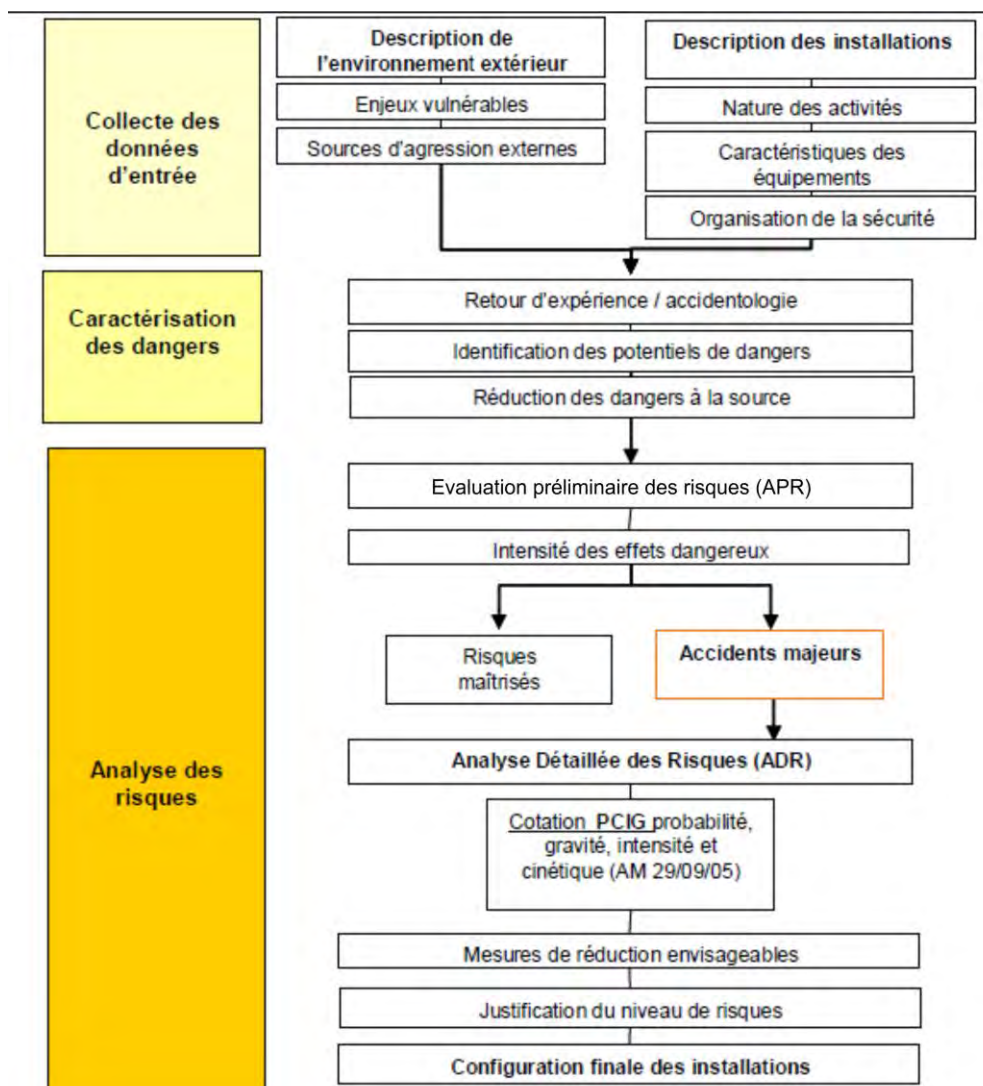 Collecte des
données
d'entrée
Description de
l'environnement extérieur
Enjeux vulnérables
Sources d'agression externes
Description des installations
Nature des activités
Caractéristiques des
équipements
Organisation de la sécurité
Caractérisation
des dangers
Retour d'expérience / accidentologie
Identification des potentiels de dangers
Réduction des dangers à la source
Analyse des
risques
Evaluation préliminaire des risques (APR)
Intensité des effets dangereux
Risques
maîtrisés
Accidents majeurs
Analyse Détaillée des Risques (ADR)
Cotation PCIG probabilité,
gravité, intensité et
cinétique (AM 29/09/05)
Mesures de réduction envisageables
Justification du niveau de risques
Configuration finale des installations